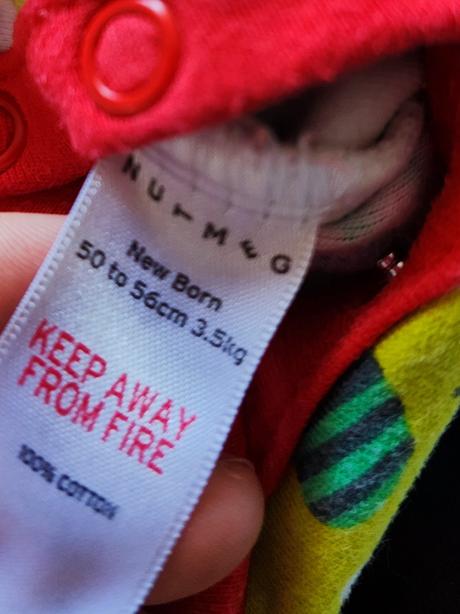 NUTMEG
New Born
50 to 56cm 3.5kg
KEEP AWAY
FROM FIRE
100% COTTON